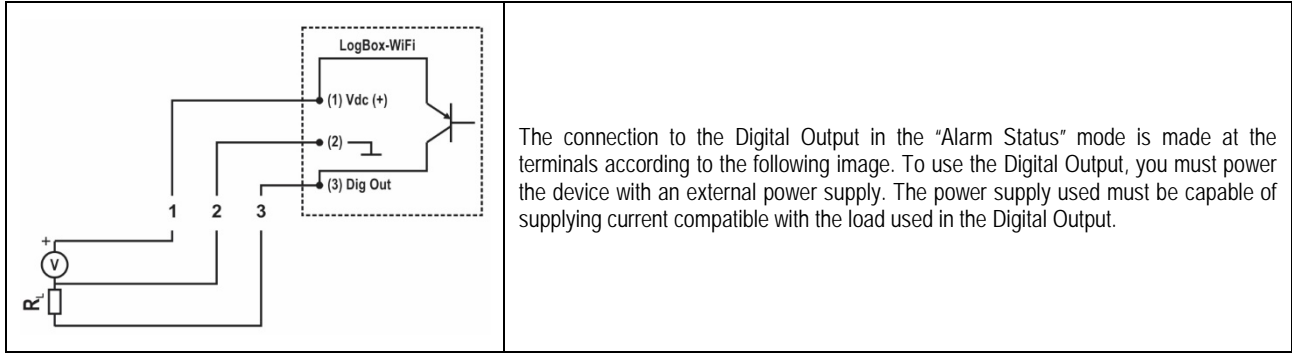 LogBox-WiFi
(1) Vdc (+)
(2)
(3) Dig Out
1 2 3
+
V
RL
The connection to the Digital Output in the “Alarm Status” mode is made at the
terminals according to the following image. To use the Digital Output, you must power
the device with an external power supply. The power supply used must be capable of
supplying current compatible with the load used in the Digital Output.